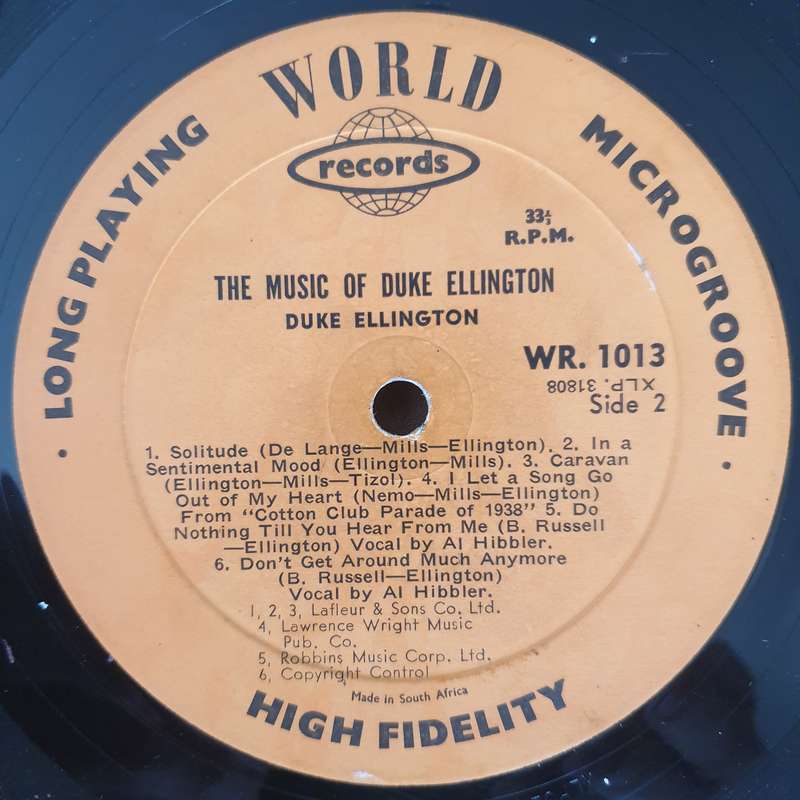 WORLD
records
LONG PLAYING
MICROGROOVE
33⅓
R.P.M.
THE MUSIC OF DUKE ELLINGTON
DUKE ELLINGTON
WR. 1013
XLP. 31808
Side 2
1. Solitude (De Lange—Mills—Ellington). 2. In a
Sentimental Mood (Ellington—Mills). 3. Caravan
(Ellington—Mills—Tizol). 4. I Let a Song Go
Out of My Heart (Nemo—Mills—Ellington)
From "Cotton Club Parade of 1938" 5. Do
Nothing Till You Hear From Me (B. Russell
—Ellington) Vocal by Al Hibbler.
6. Don't Get Around Much Anymore
(B. Russell—Ellington)
Vocal by Al Hibbler.
1, 2, 3, Lafleur & Sons Co. Ltd.
4, Lawrence Wright Music
Pub. Co.
5, Robbins Music Corp. Ltd.
6, Copyright Control
Made in South Africa
HIGH FIDELITY